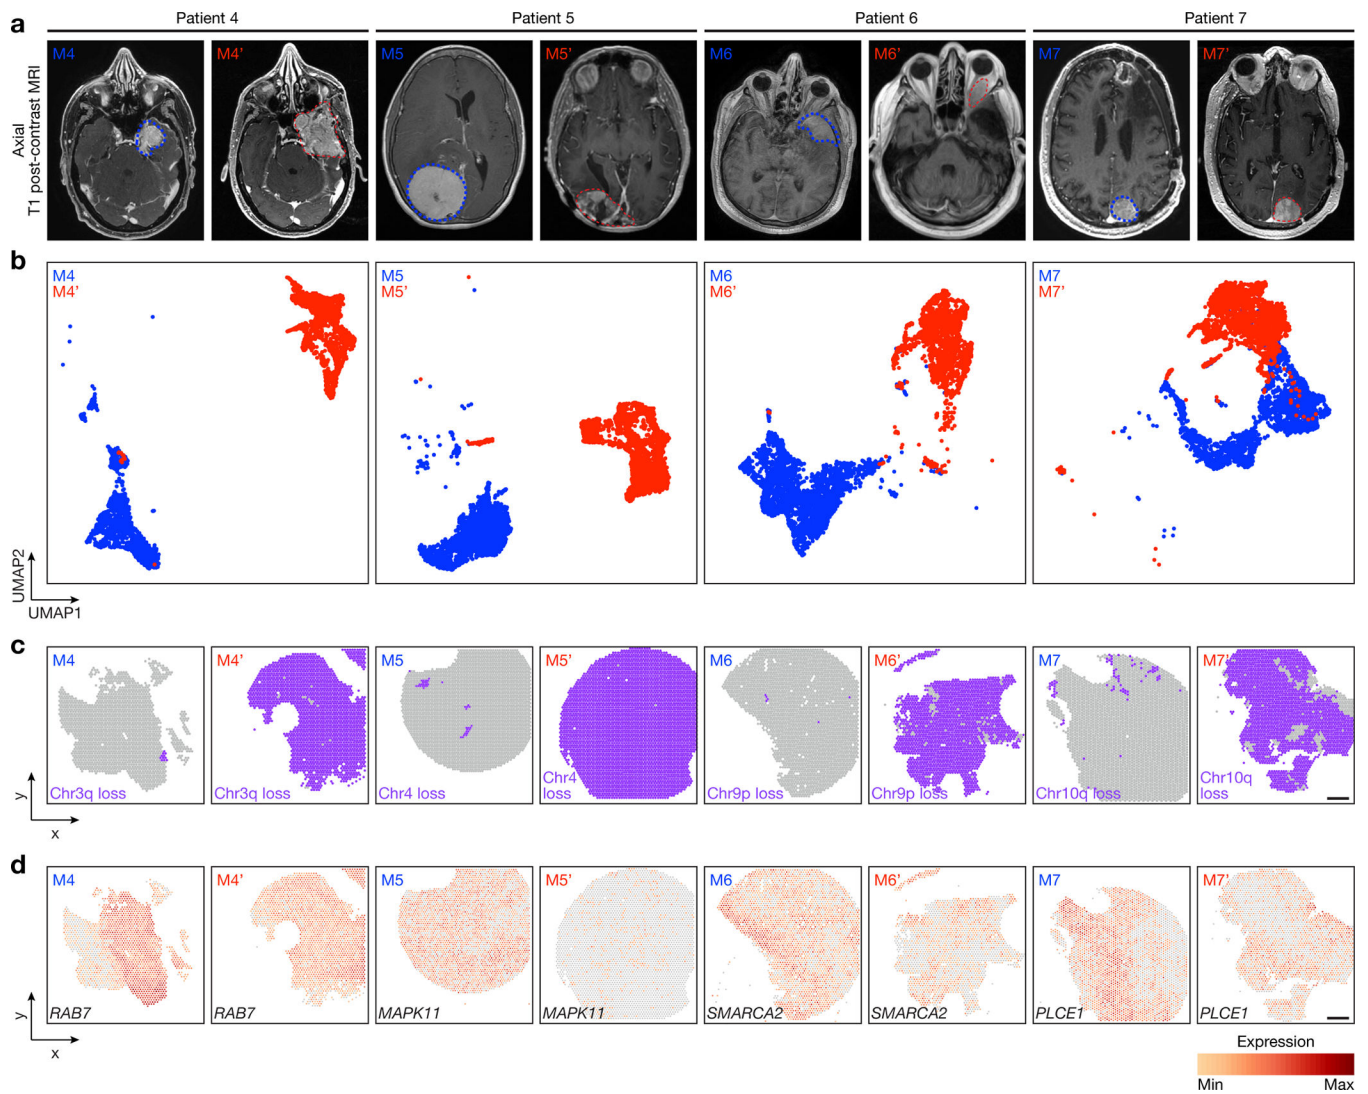 a
Patient 4
Patient 5
Patient 6
Patient 7
Axial
T1 post-contrast MRI
M4
M4’
M5
M5’
M6
M6’
M7
M7’
b
M4
M4’
M5
M5’
M6
M6’
M7
M7’
UMAP2
UMAP1
c
M4
Chr3q loss
M4’
Chr3q loss
M5
Chr4 loss
M5’
Chr4
loss
M6
Chr9p loss
M6’
Chr9p loss
M7
Chr10q loss
M7’
Chr10q
loss
y
x
d
M4
RAB7
M4’
RAB7
M5
MAPK11
M5’
MAPK11
M6
SMARCA2
M6’
SMARCA2
M7
PLCE1
M7’
PLCE1
y
x
Expression
Min Max